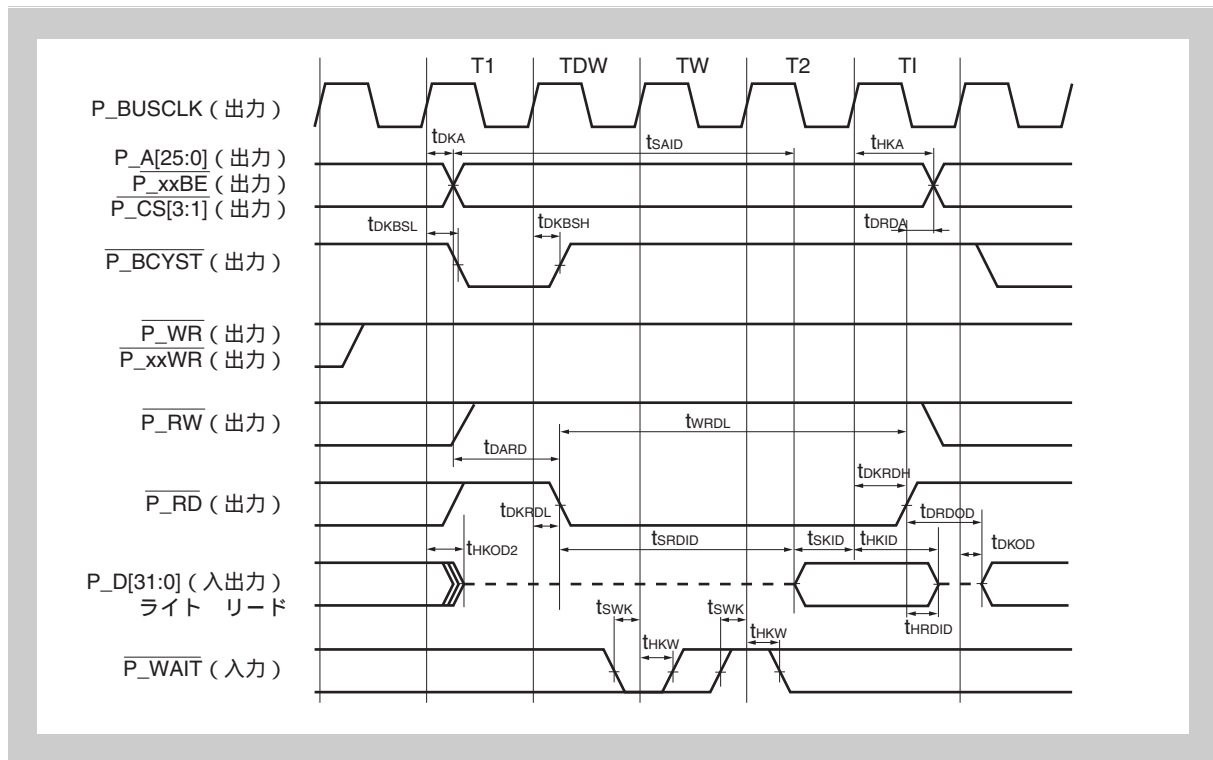 T1 TDW TW T2 TI
P_BUSCLK（出力）
tDKA tSAID tHKA
P_A[25:0]（出力）
P_xxBE（出力）
P_CS[3:1]（出力）
tDKBSL tDKBSH tDRDA
P_BCYST（出力）
P_WR（出力）
P_xxWR（出力）
P_RW（出力）
tWRDL
tDARD
tDKRDH
P_RD（出力）
tDKRDL tDRDOD
tHKOD2 tSRDID tSKID tHKID tDKOD
P_D[31:0]（入出力）
ライト リード
tSWK tSWK tHRDID
tHKW tHKW
P_WAIT（入力）